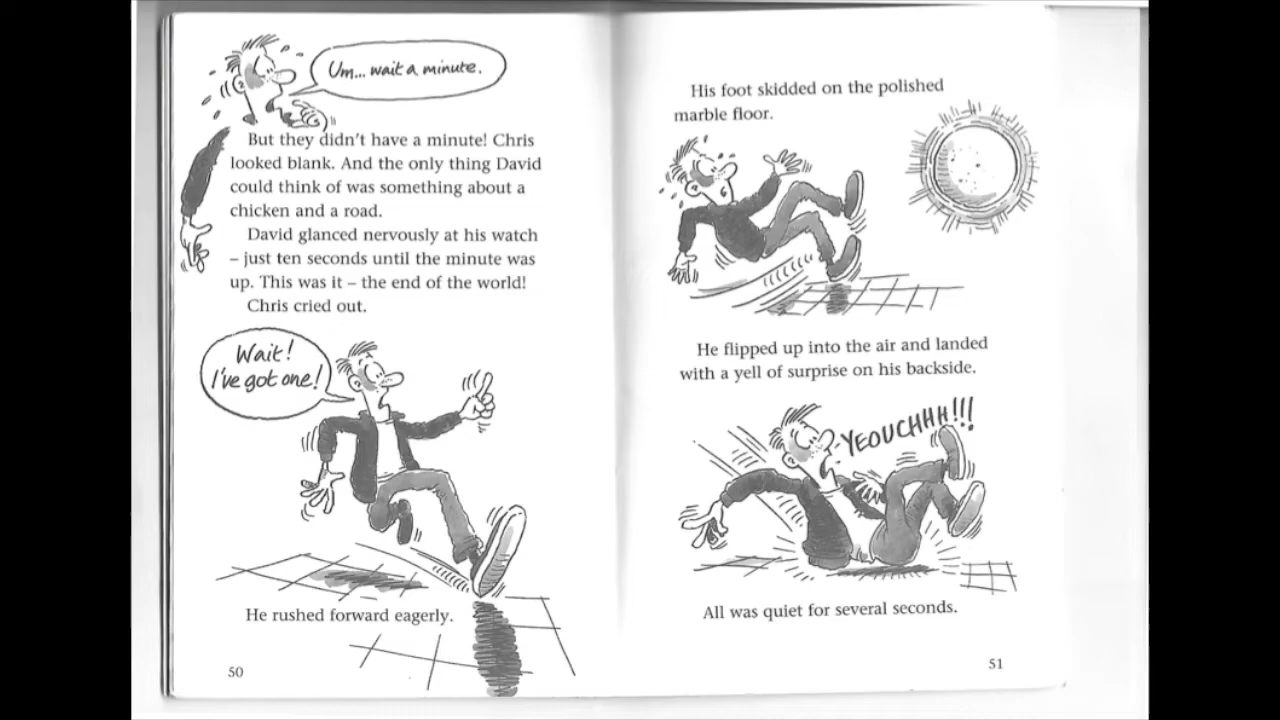 Um... wait a minute.
But they didn't have a minute! Chris
looked blank. And the only thing David
could think of was something about a
chicken and a road.
David glanced nervously at his watch
– just ten seconds until the minute was
up. This was it – the end of the world!
Chris cried out.
Wait!
I've got one!
He rushed forward eagerly.
50
His foot skidded on the polished
marble floor.
He flipped up into the air and landed
with a yell of surprise on his backside.
YEOUCHHH!!!
All was quiet for several seconds.
51